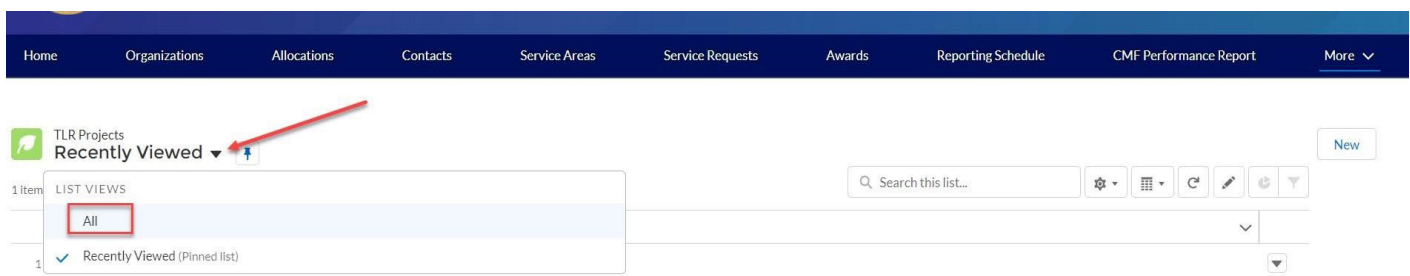 Home Organizations Allocations Contacts Service Areas Service Requests Awards Reporting Schedule CMF Performance Report More
TLR Projects
Recently Viewed
New
Search this list...
1 item
LIST VIEWS
All
Recently Viewed (Pinned list)
1